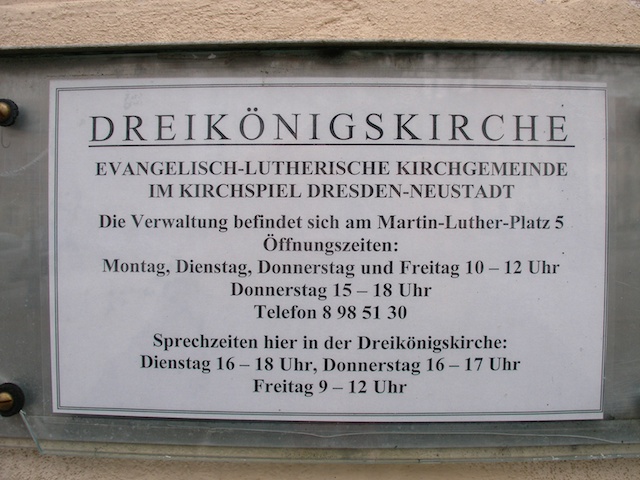 DREIKÖNIGSKIRCHE
EVANGELISCH-LUTHERISCHE KIRCHGEMEINDE
IM KIRCHSPIEL DRESDEN-NEUSTADT
Die Verwaltung befindet sich am Martin-Luther-Platz 5
Öffnungszeiten:
Montag, Dienstag, Donnerstag und Freitag 10 – 12 Uhr
Donnerstag 15 – 18 Uhr
Telefon 8 98 51 30
Sprechzeiten hier in der Dreikönigskirche:
Dienstag 16 – 18 Uhr, Donnerstag 16 – 17 Uhr
Freitag 9 – 12 Uhr